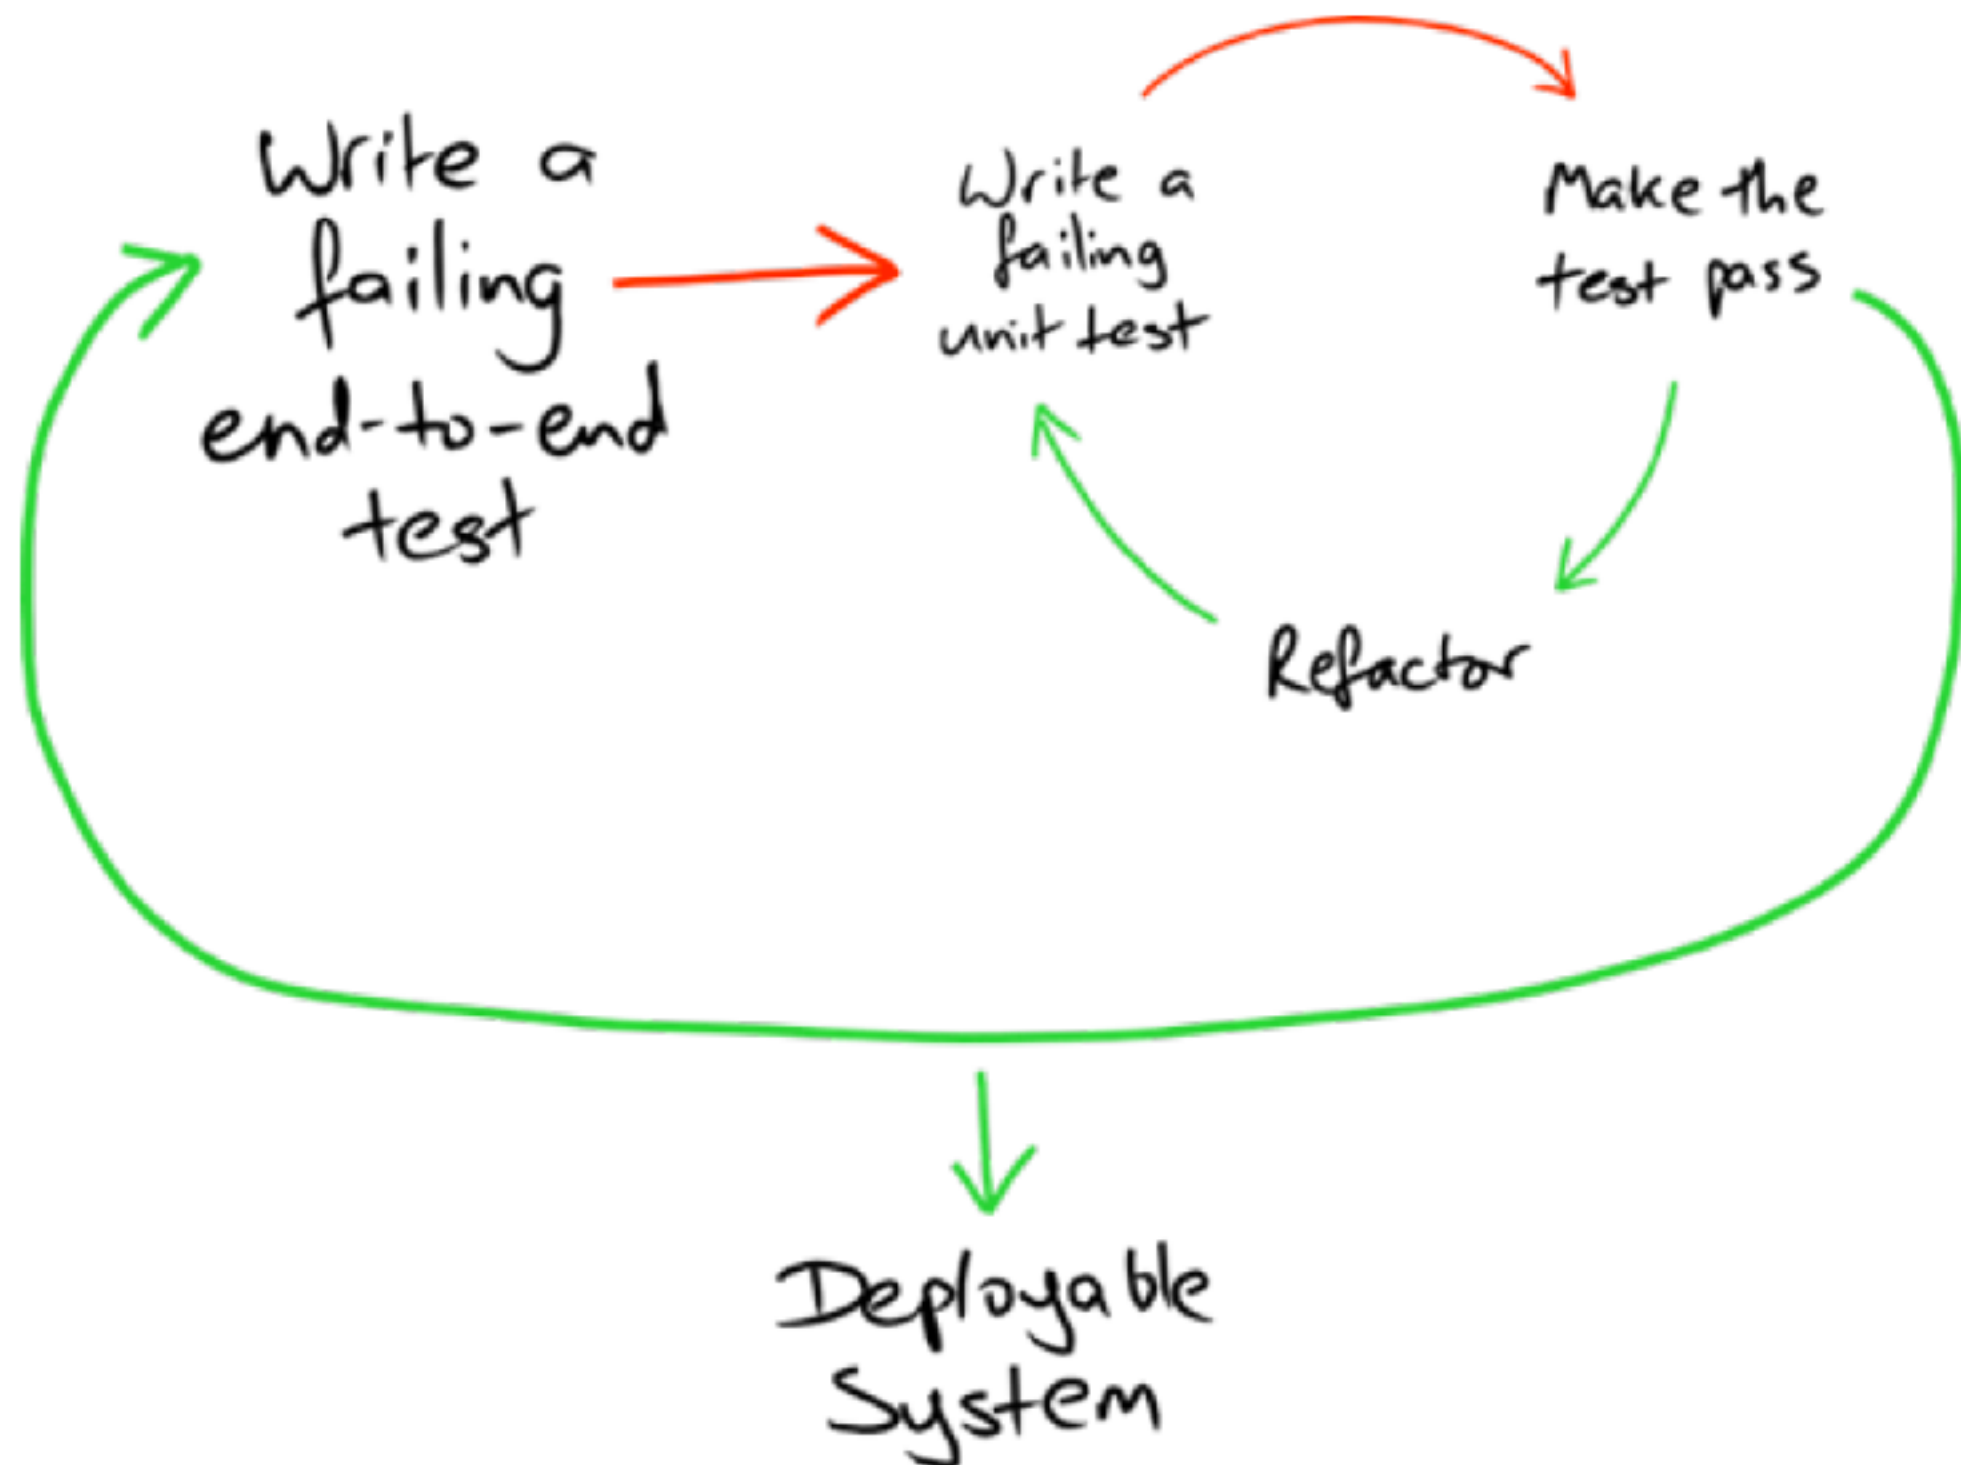 Write a
failing
end-to-end
test
Write a
failing
unit test
Make the
test pass
Refactor
Deployable
System